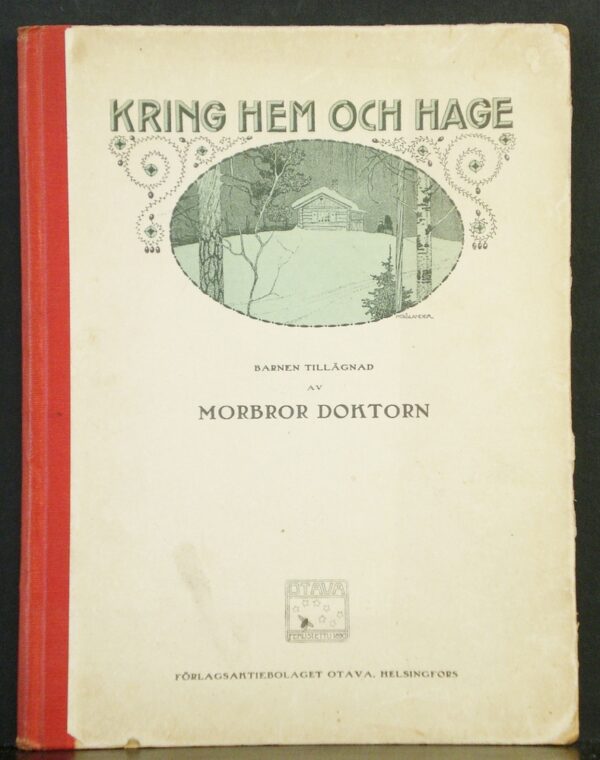 KRING HEM OCH HAGE
BARNEN TILLÄGNAD
AV
MORBROR DOKTORN
OTAVA
FÖRLAGSAKTIEBOLAGET OTAVA, HELSINGFORS